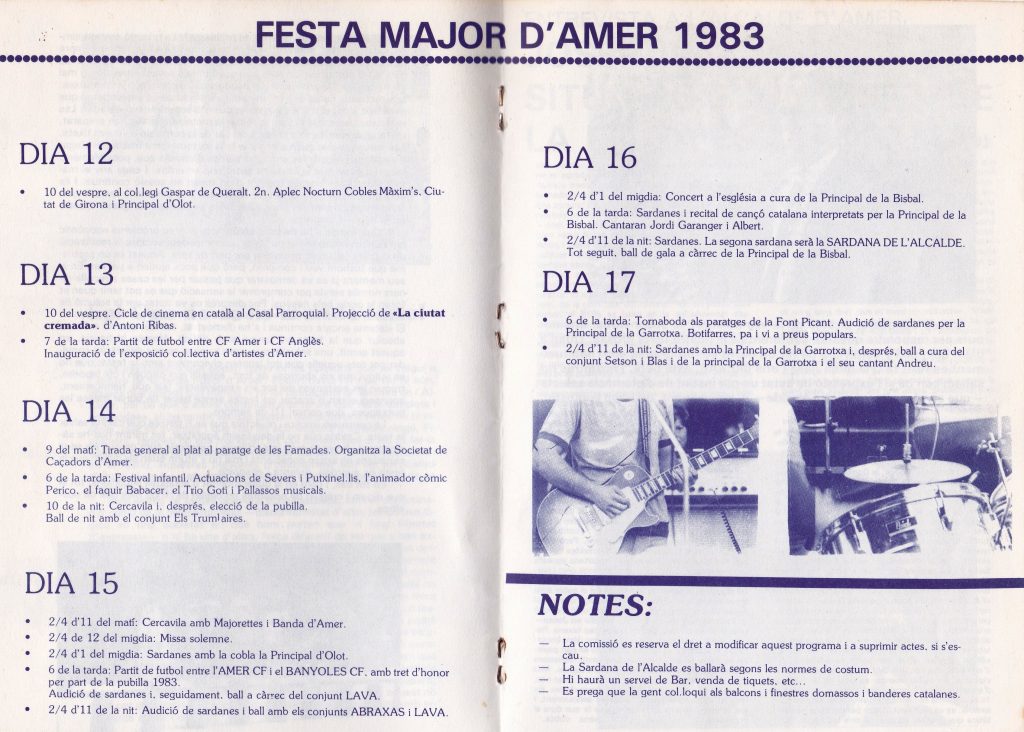 FESTA MAJOR D'AMER 1983
DIA 12
• 10 del vespre, al col.legi Gaspar de Queralt, 2n. Aplec Nocturn Cobles Màxim's, Ciu-
tat de Girona i Principal d'Olot.
DIA 13
• 10 del vespre. Cicle de cinema en català al Casal Parroquial. Projecció de «La ciutat
cremada», d'Antoni Ribas.
• 7 de la tarda: Partit de futbol entre CF Amer i CF Anglès.
Inauguració de l'exposició col.lectiva d'artistes d'Amer.
DIA 14
• 9 del matí: Tirada general al plat al paratge de les Famades. Organitza la Societat de
Caçadors d'Amer.
• 6 de la tarda: Festival infantil. Actuacions de Severs i Putxinel.lis, l'animador còmic
Perico, el faquir Babacer, el Trio Goti i Pallassos musicals.
• 10 de la nit: Cercavila i, després, elecció de la pubilla.
Ball de nit amb el conjunt Els Trumfaires.
DIA 15
• 2/4 d'11 del matí: Cercavila amb Majorettes i Banda d'Amer.
• 2/4 de 12 del migdia: Missa solemne.
• 2/4 d'1 del migdia: Sardanes amb la cobla la Principal d'Olot.
• 6 de la tarda: Partit de futbol entre l'AMER CF i el BANYOLES CF, amb tret d'honor
per part de la pubilla 1983.
Audició de sardanes i, seguidament, ball a càrrec del conjunt LAVA.
• 2/4 d'11 de la nit: Audició de sardanes i ball amb els conjunts ABRAXAS i LAVA.
DIA 16
• 2/4 d'1 del migdia: Concert a l'església a cura de la Principal de la Bisbal.
• 6 de la tarda: Sardanes i recital de cançó catalana interpretats per la Principal de la
Bisbal. Cantaran Jordi Garanger i Albert.
• 2/4 d'11 de la nit: Sardanes. La segona sardana serà la SARDANA DE L'ALCALDE.
Tot seguit, ball de gala a càrrec de la Principal de la Bisbal.
DIA 17
• 6 de la tarda: Tornaboda als paratges de la Font Picant. Audició de sardanes per la
Principal de la Garrotxa. Botifarres, pa i vi a preus populars.
• 2/4 d'11 de la nit: Sardanes amb la Principal de la Garrotxa i, després, ball a cura del
conjunt Setson i Blas i de la principal de la Garrotxa i el seu cantant Andreu.
NOTES:
— La comissió es reserva el dret a modificar aquest programa i a suprimir actes, si s'es-
cau.
— La Sardana de l'Alcalde es ballarà segons les normes de costum.
— Hi haurà un servei de Bar, venda de tiquets, etc...
— Es prega que la gent col.loqui als balcons i finestres domassos i banderes catalanes.